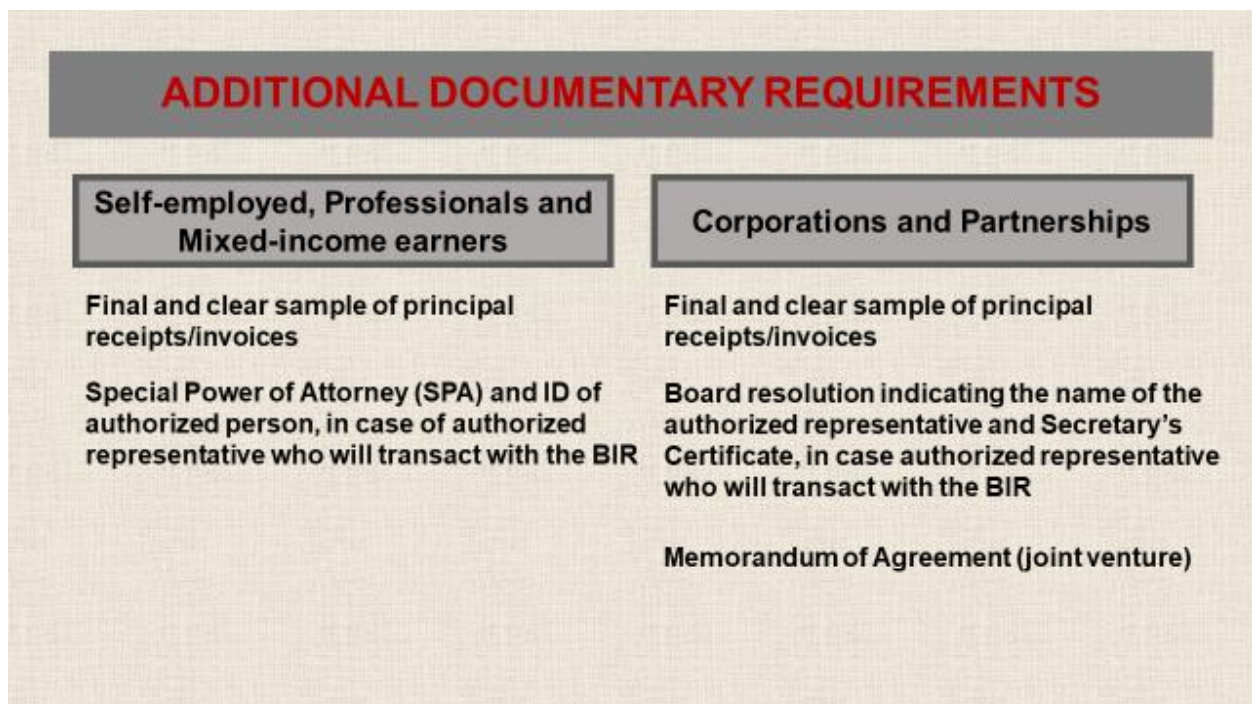 ADDITIONAL DOCUMENTARY REQUIREMENTS
Self-employed, Professionals and
Mixed-income earners
Final and clear sample of principal
receipts/invoices
Special Power of Attorney (SPA) and ID of
authorized person, in case of authorized
representative who will transact with the BIR
Corporations and Partnerships
Final and clear sample of principal
receipts/invoices
Board resolution indicating the name of the
authorized representative and Secretary’s
Certificate, in case authorized representative
who will transact with the BIR
Memorandum of Agreement (joint venture)